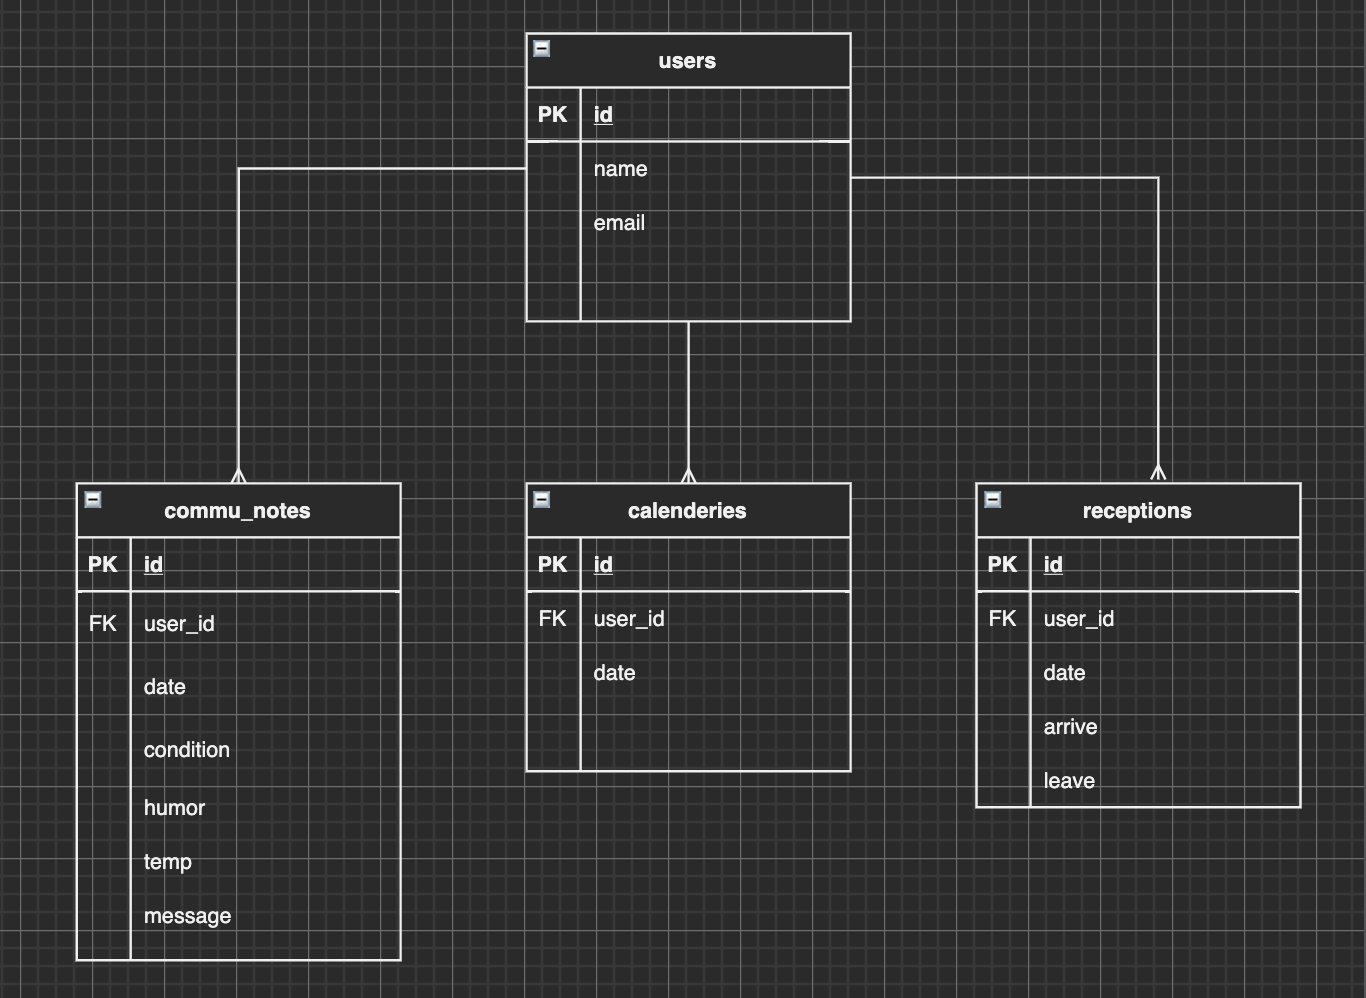 users
PK id
name
email
commu_notes
PK id
FK user_id
date
condition
humor
temp
message
calenderies
PK id
FK user_id
date
receptions
PK id
FK user_id
date
arrive
leave